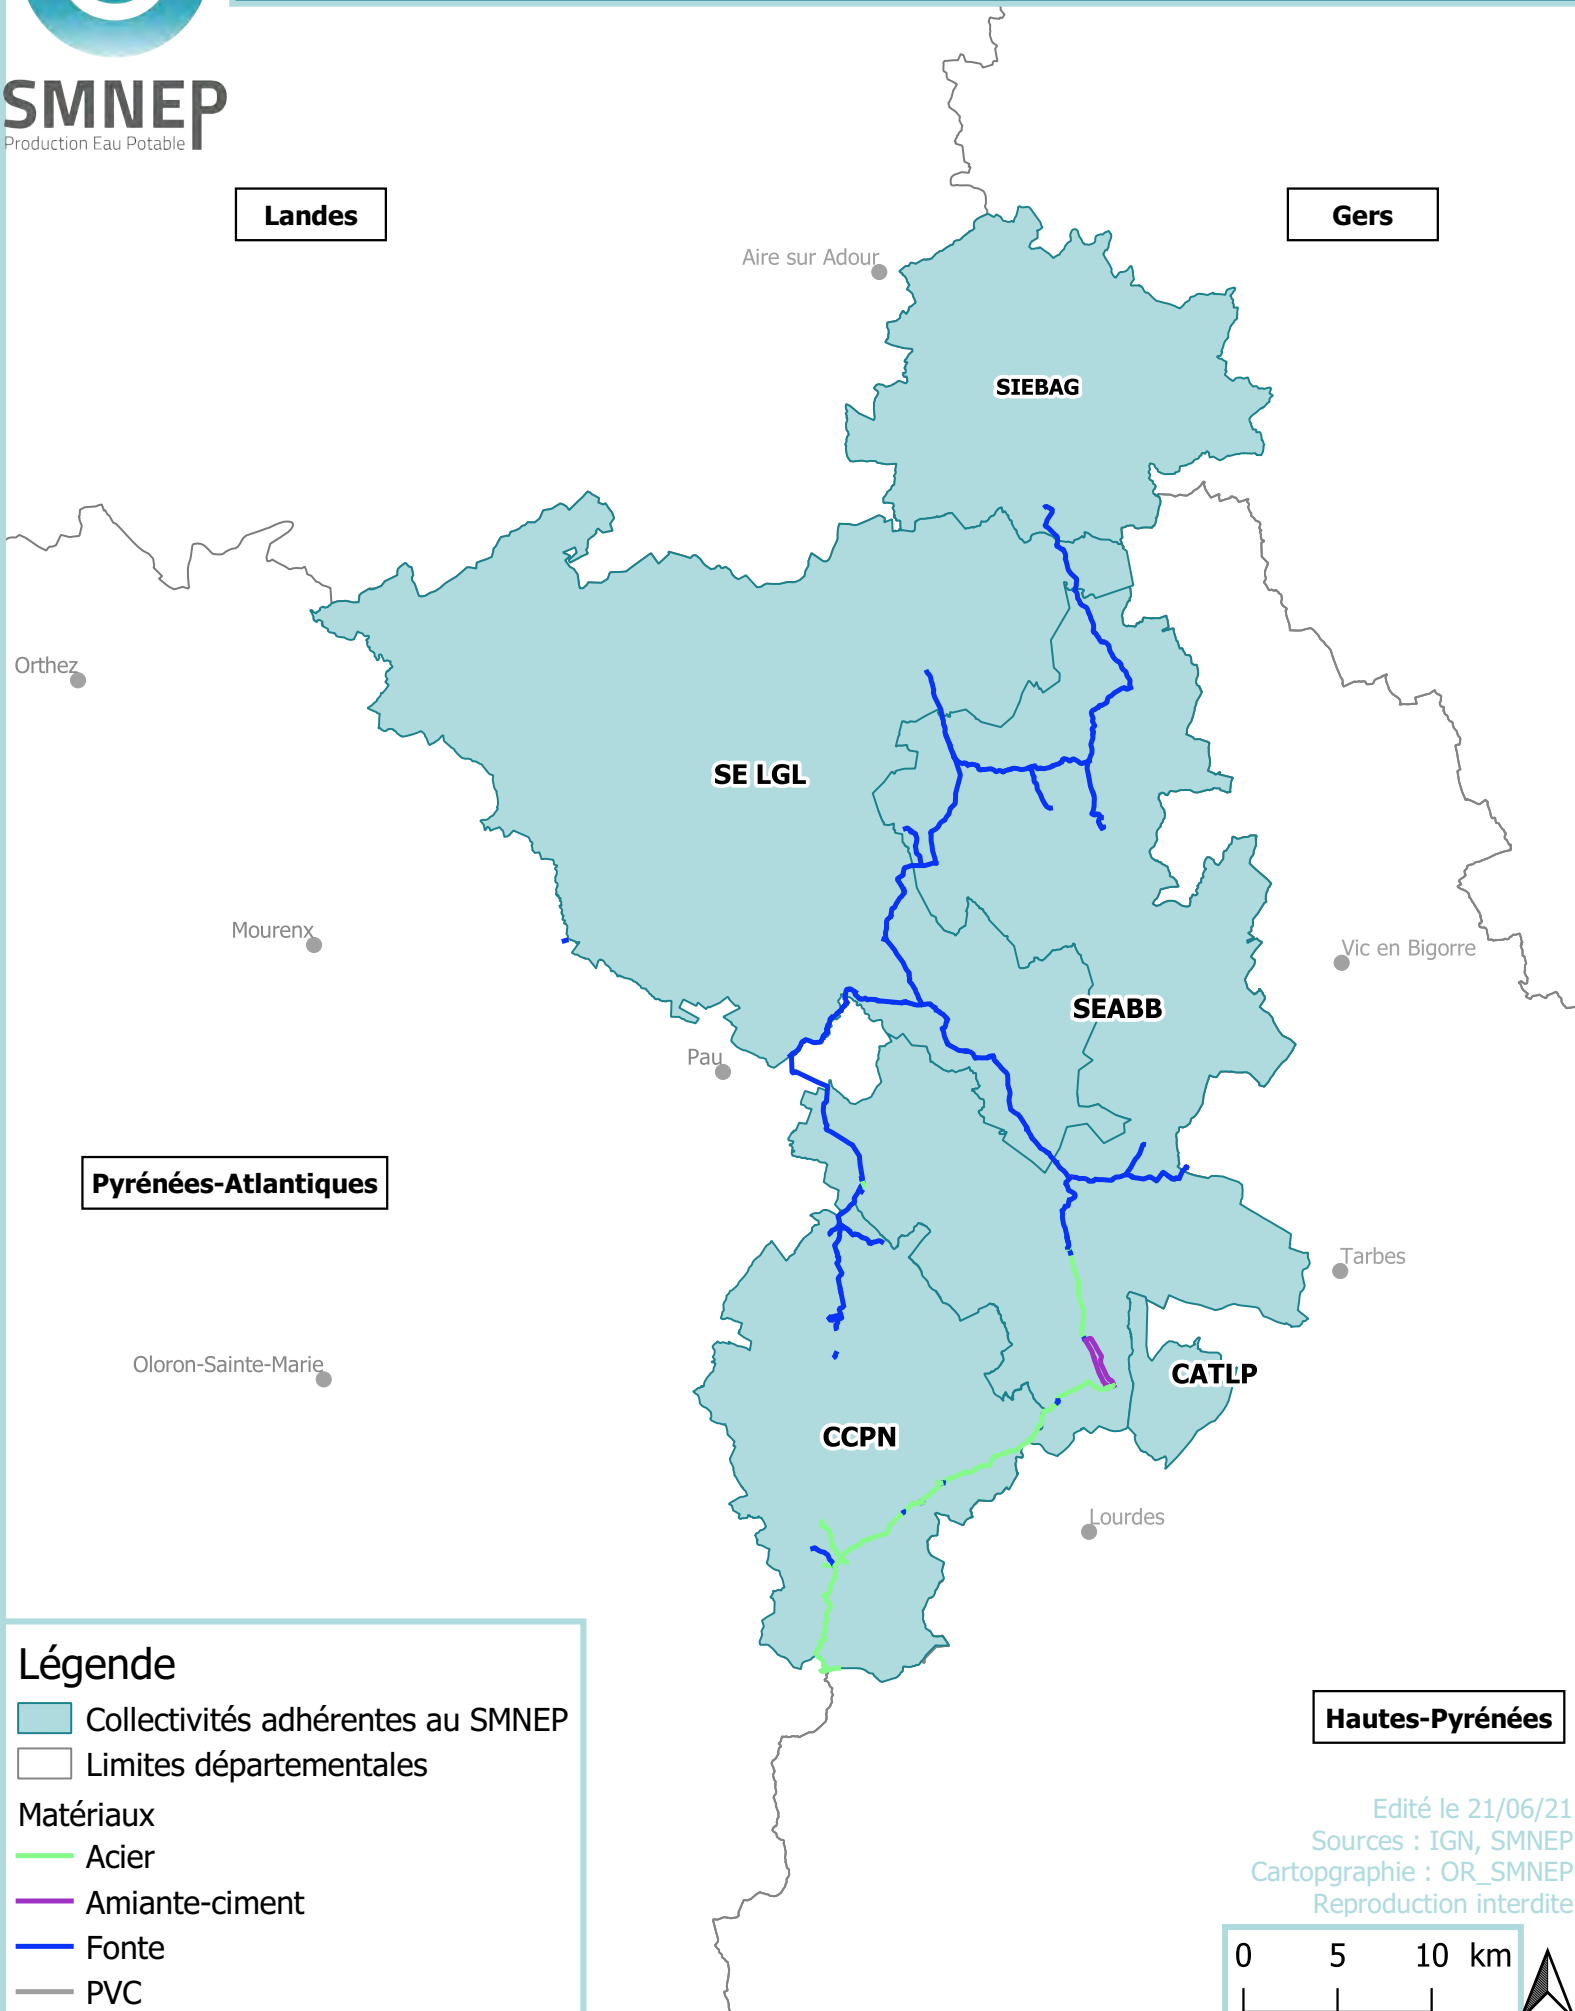 SMNEP
Production Eau Potable
Landes
Gers
Aire sur Adour
SIEBAG
Orthez
SE LGL
Mourenx
Vic en Bigorre
SEABB
Pau
Pyrénées-Atlantiques
Tarbes
Oloron-Sainte-Marie
CATLP
CCPN
Lourdes
Légende
Collectivités adhérentes au SMNEP
Limites départementales
Matériaux
Acier
Amiante-ciment
Fonte
PVC
Hautes-Pyrénées
Edité le 21/06/21
Sources : IGN, SMNEP
Cartopgraphie : OR_SMNEP
Reproduction interdite
0 5 10 km